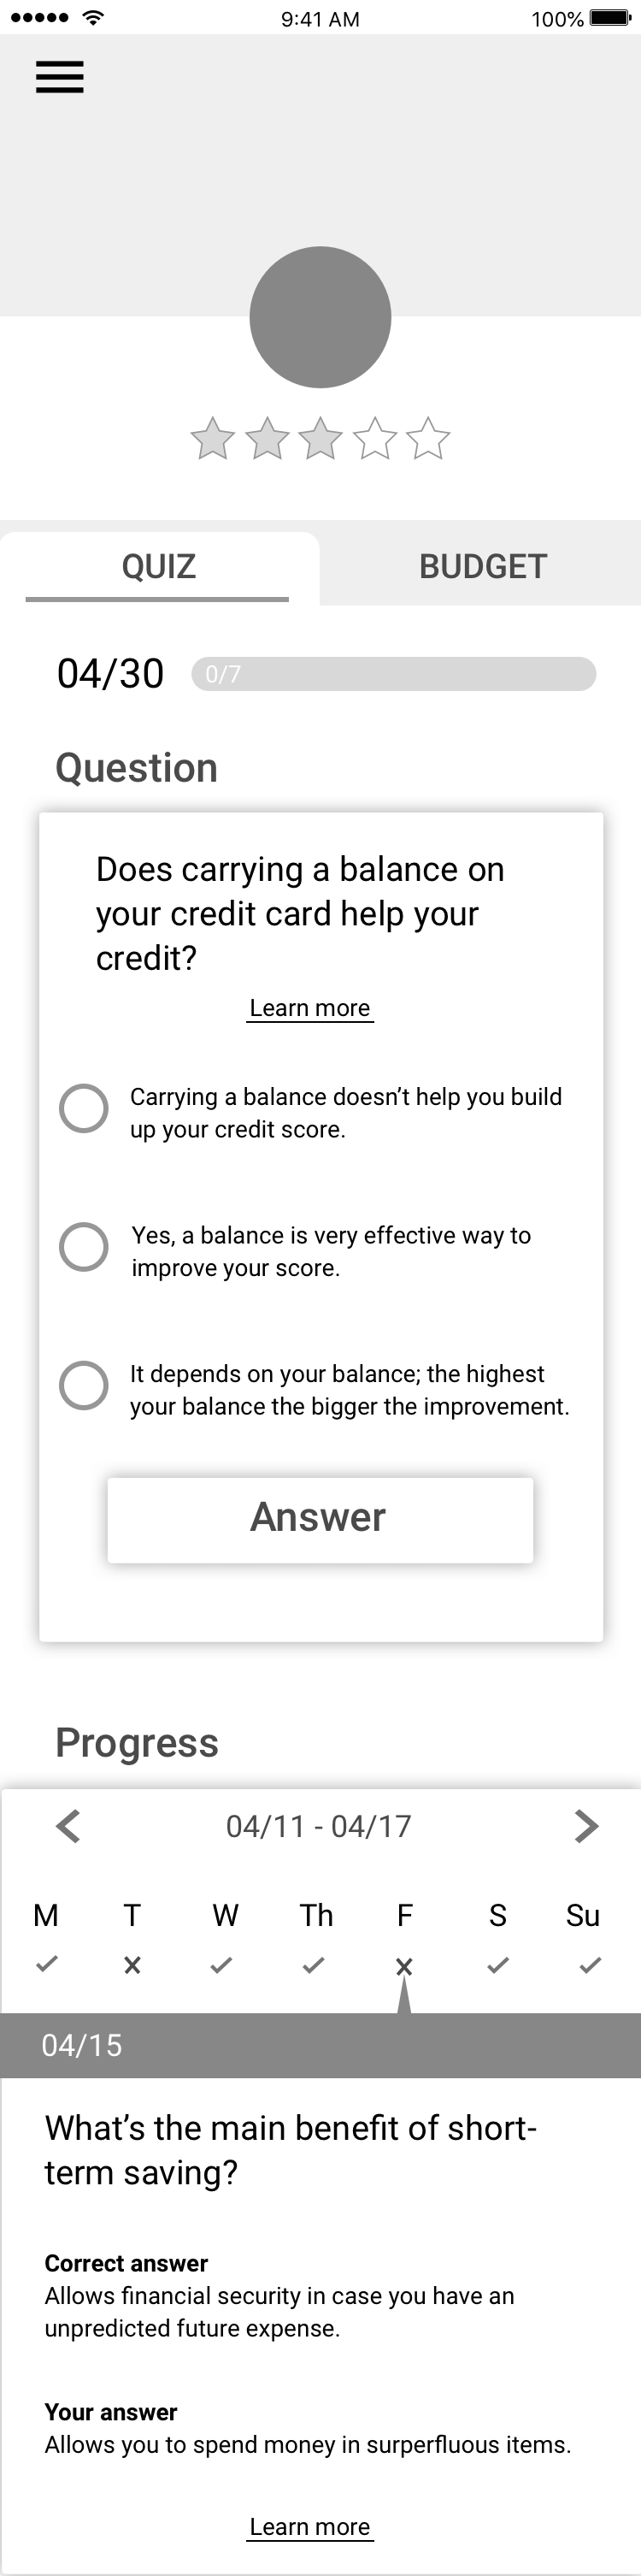 9:41 AM 100%
QUIZ BUDGET
04/30 0/7
Question
Does carrying a balance on
your credit card help your
credit?
Learn more
Carrying a balance doesn’t help you build
up your credit score.
Yes, a balance is very effective way to
improve your score.
It depends on your balance; the highest
your balance the bigger the improvement.
Answer
Progress
04/11 - 04/17
M T W Th F S Su
04/15
What’s the main benefit of short-
term saving?
Correct answer
Allows financial security in case you have an
unpredicted future expense.
Your answer
Allows you to spend money in surperfluous items.
Learn more